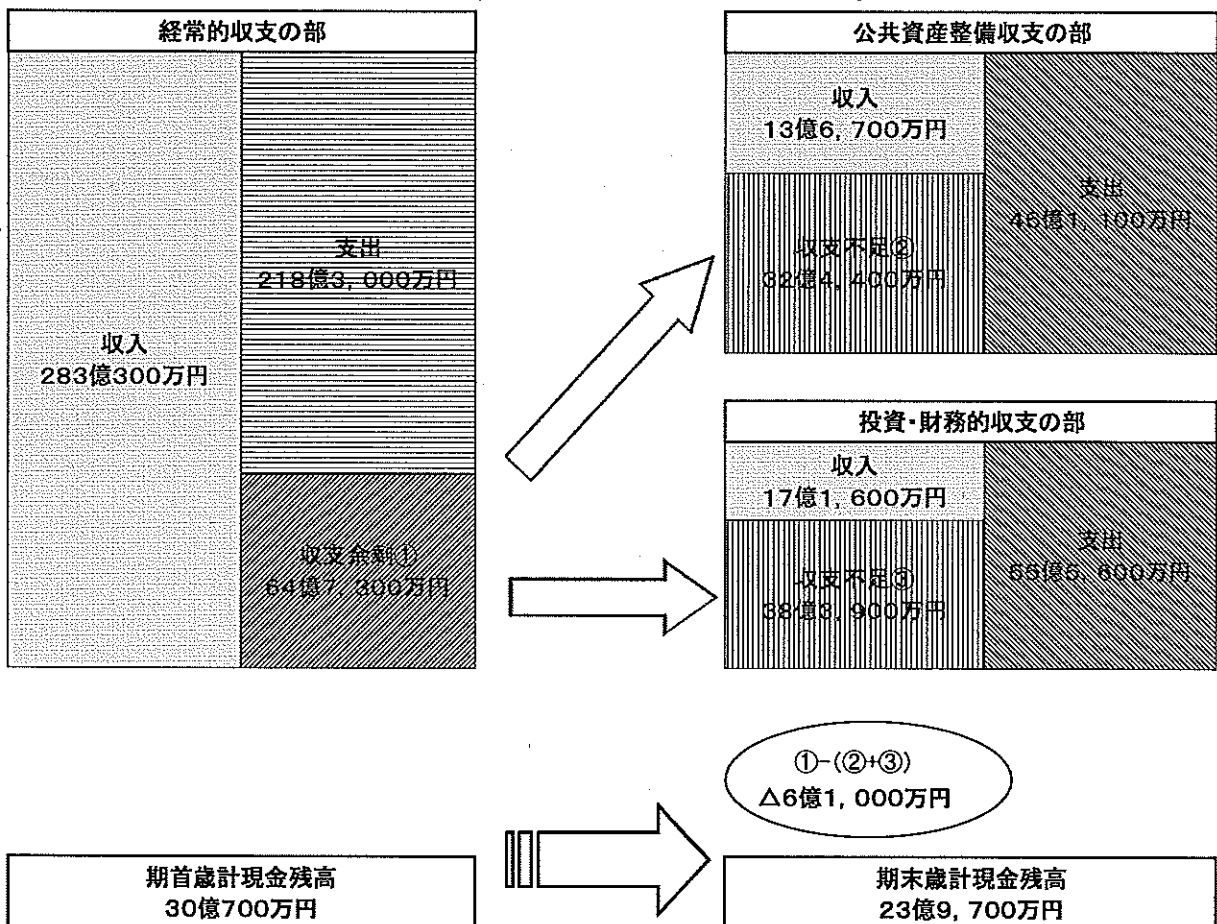 経常的収支の部
収入
283億300万円
支出
218億3, 000万円
収支余剰①
64億7, 300万円
公共資産整備収支の部
収入
13億6, 700万円
収支不足②
32億4, 400万円
支出
46億1, 100万円
投資・財務的収支の部
収入
17億1, 600万円
収支不足③
38億3, 900万円
支出
55億5, 600万円
①-(②+③)
△6億1, 000万円
期首歳計現金残高
30億700万円
期末歳計現金残高
23億9, 700万円